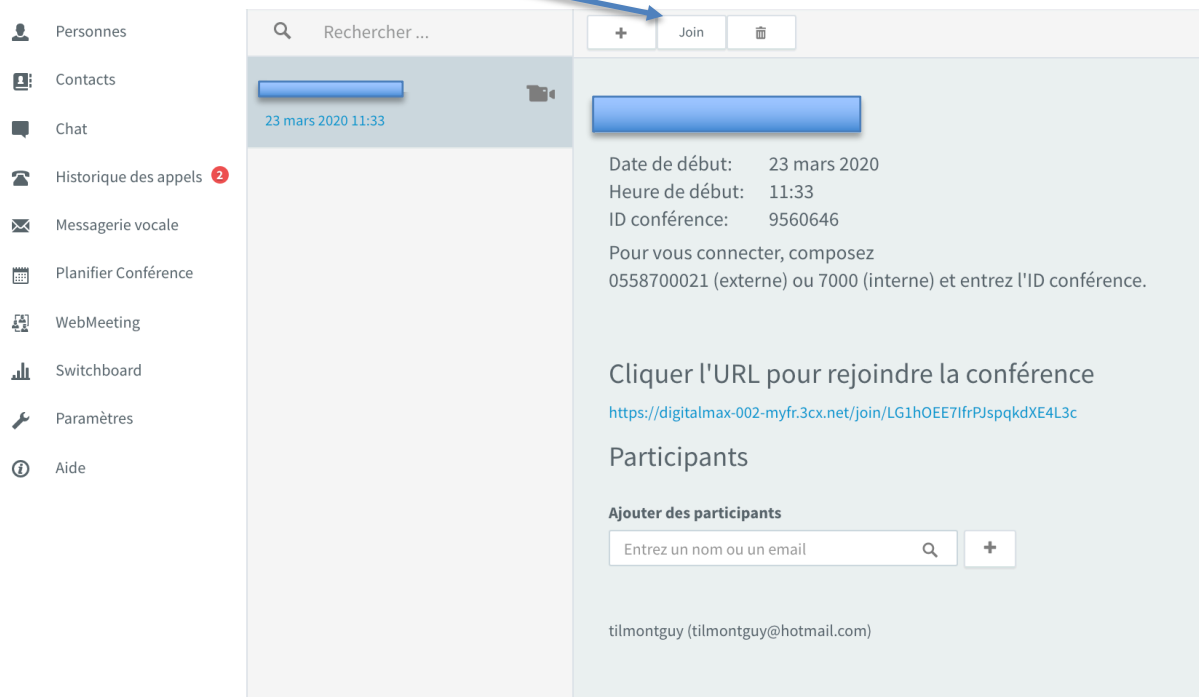 Personnes
Contacts
Chat
Historique des appels 2
Messagerie vocale
Planifier Conférence
WebMeeting
Switchboard
Paramètres
Aide
Rechercher ...
23 mars 2020 11:33
Join
Date de début: 23 mars 2020
Heure de début: 11:33
ID conférence: 9560646
Pour vous connecter, composez
0558700021 (externe) ou 7000 (interne) et entrez l'ID conférence.
Cliquer l'URL pour rejoindre la conférence
https://digitalmax-002-myfr.3cx.net/join/LG1hOEE7IfrPJspqkdXE4L3c
Participants
Ajouter des participants
Entrez un nom ou un email
tilmontguy (tilmontguy@hotmail.com)